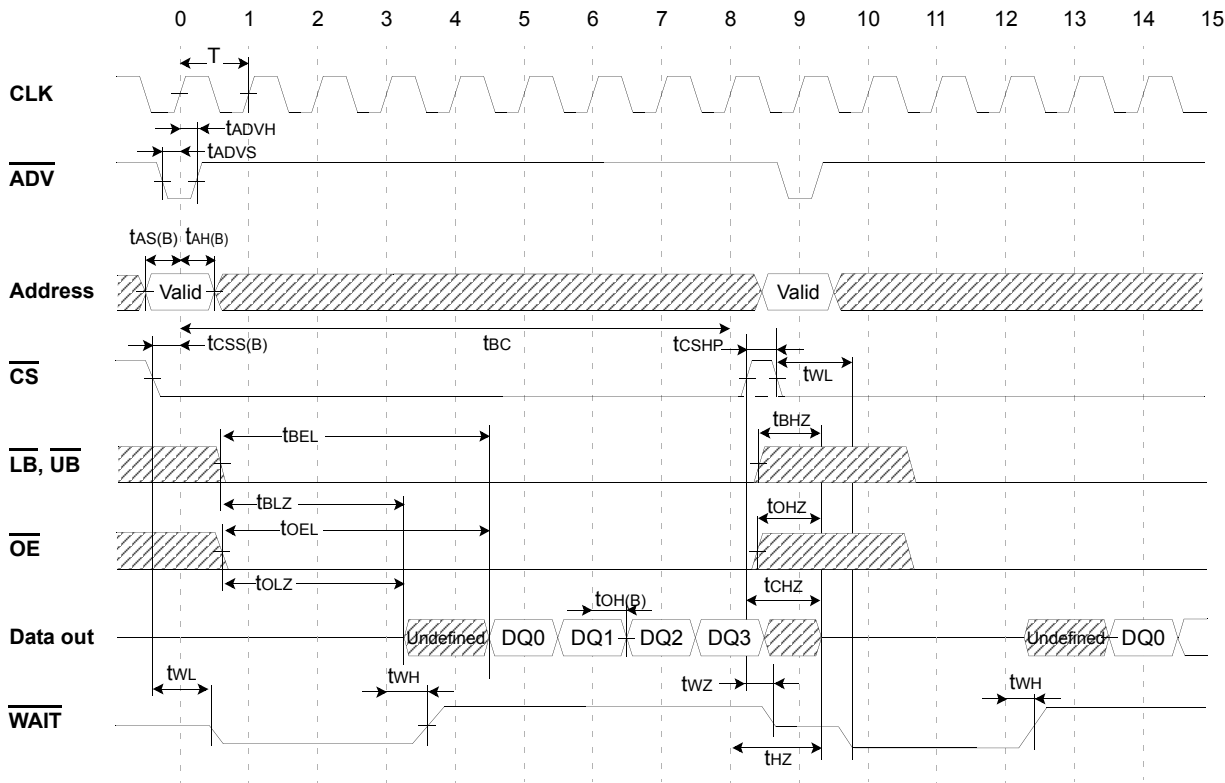 0 1 2 3 4 5 6 7 8 9 10 11 12 13 14 15
T
CLK
tADVH
tADVS
ADV
tAS(B) tAH(B)
Address Valid Valid
tCSS(B) tBC tCSHP
CS tWL
tBEL tBHZ
LB, UB
tBLZ
tOEL tOHZ
OE
tOLZ tCHZ
tOH(B)
Data out Undefined DQ0 DQ1 DQ2 DQ3 Undefined DQ0
tWL tWH tWZ tWH
WAIT
tHZ